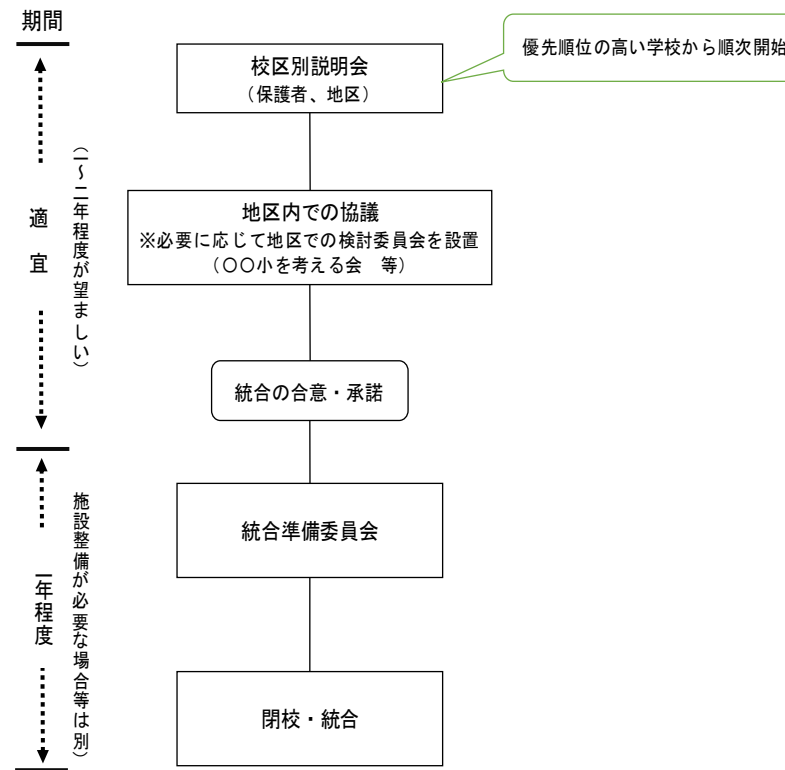 期間
校区別説明会
（保護者、地区）
優先順位の高い学校から順次開始
適宜
（一～二年程度が望ましい）
地区内での協議
※必要に応じて地区での検討委員会を設置
（〇〇小を考える会　等）
統合の合意・承諾
一年程度
施設整備が必要な場合等は別）
統合準備委員会
閉校・統合